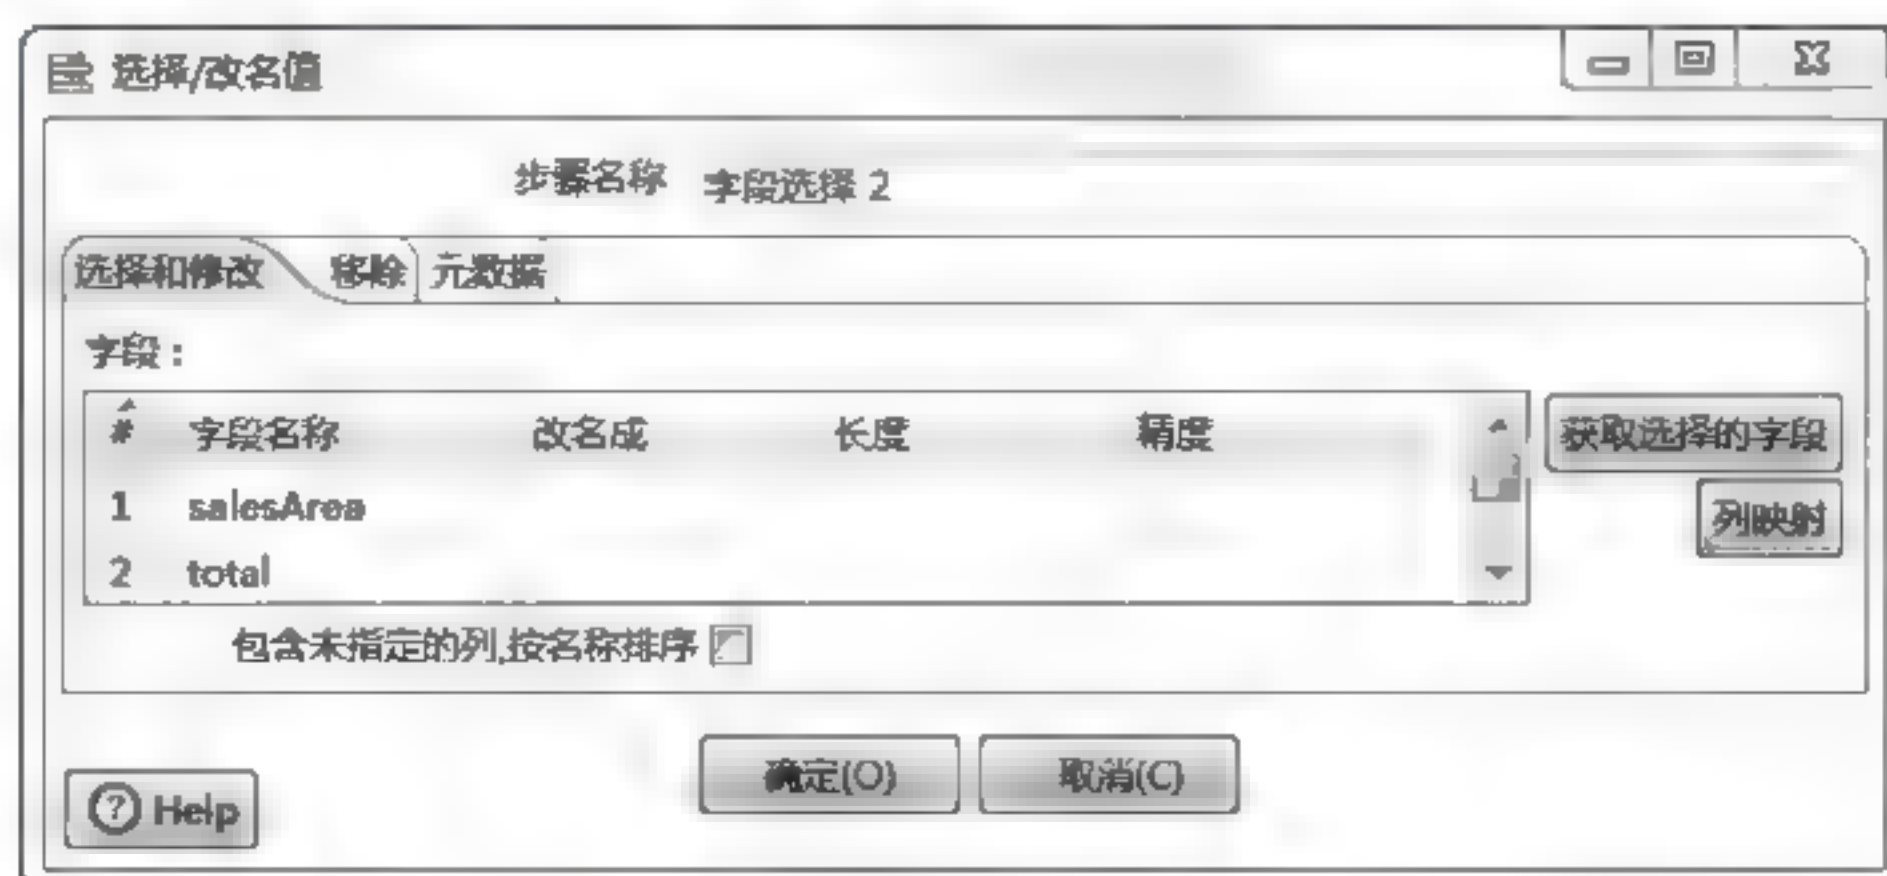 选择/改名值
步骤名称 字段选择 2
选择和修改 移除 元数据
字段：
# 字段名称 改名成 长度 精度
获取选择的字段
1 salesArea
列映射
2 total
包含未指定的列,按名称排序
确定(O) 取消(C)
Help